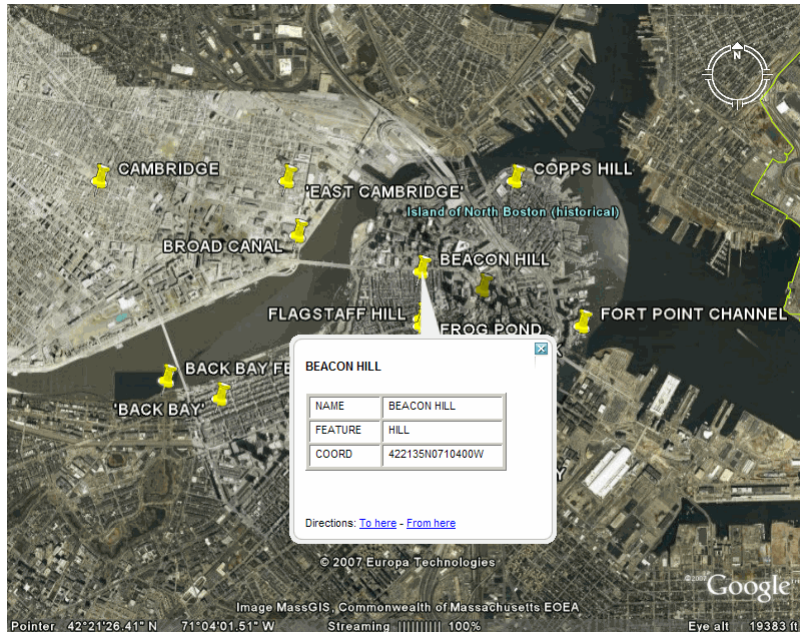 N
CAMBRIDGE
COPPS HILL
'EAST CAMBRIDGE'
Island of North Boston (historical)
BROAD CANAL
BEACON HILL
FLAGSTAFF HILL
FORT POINT CHANNEL
FROG POND
BACK BAY FE
'BACK BAY'
BEACON HILL
NAME BEACON HILL
FEATURE HILL
COORD 422135N0710400W
Directions: To here - From here
© 2007 Europa Technologies
©2007 Google
Image MassGIS, Commonwealth of Massachusetts EOEA
Pointer 42°21'26.41" N 71°04'01.51" W Streaming ||||||||| 100% Eye alt 19383 ft